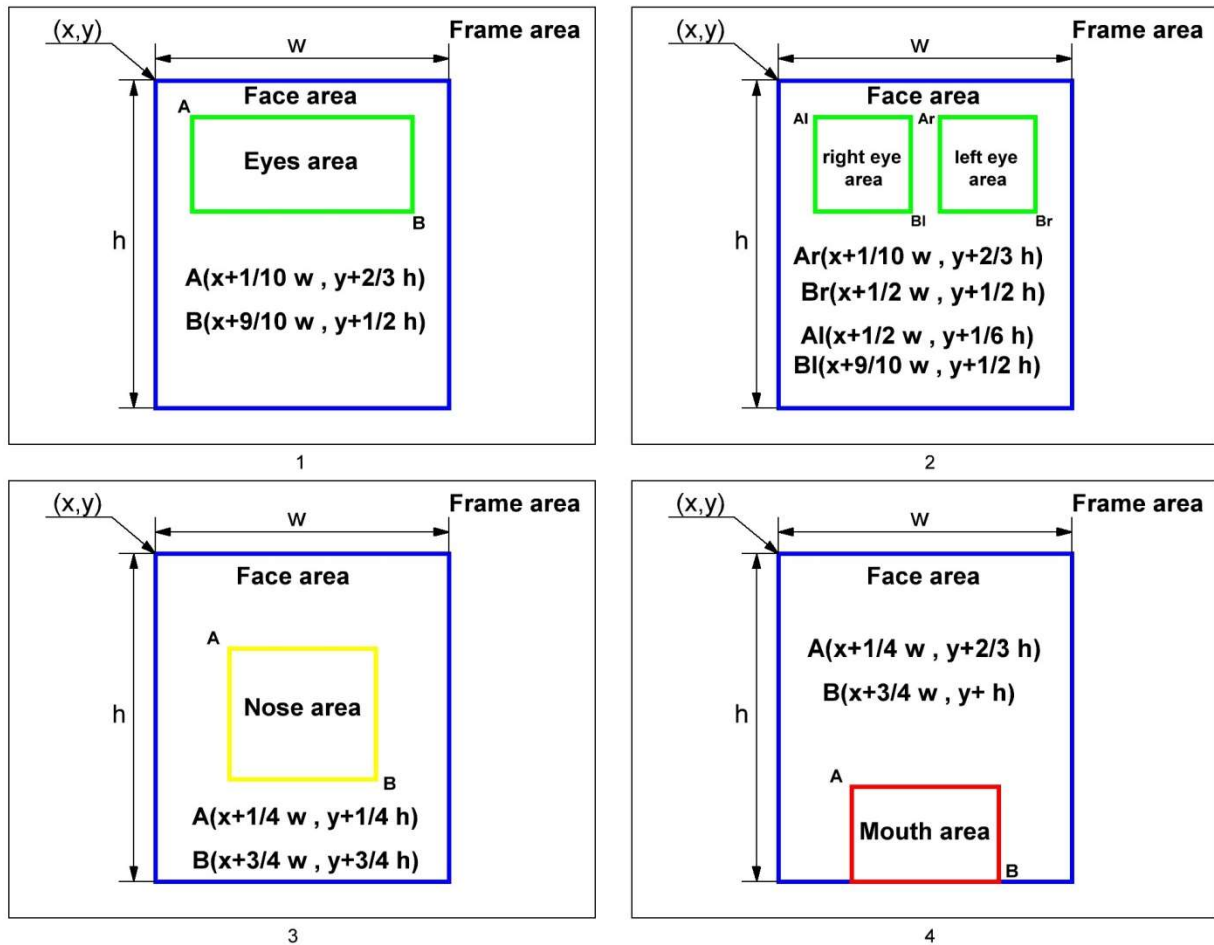 (x,y)
Frame area
w
Face area
A
Eyes area
B
h
A(x+1/10 w , y+2/3 h)
B(x+9/10 w , y+1/2 h)
1
(x,y)
Frame area
w
Face area
Al
Ar
right eye
area
left eye
area
Bl
Br
h
Ar(x+1/10 w , y+2/3 h)
Br(x+1/2 w , y+1/2 h)
Al(x+1/2 w , y+1/6 h)
Bl(x+9/10 w , y+1/2 h)
2
(x,y)
Frame area
w
Face area
A
Nose area
h
B
A(x+1/4 w , y+1/4 h)
B(x+3/4 w , y+3/4 h)
3
(x,y)
Frame area
w
Face area
A(x+1/4 w , y+2/3 h)
B(x+3/4 w , y+ h)
h
A
Mouth area
B
4